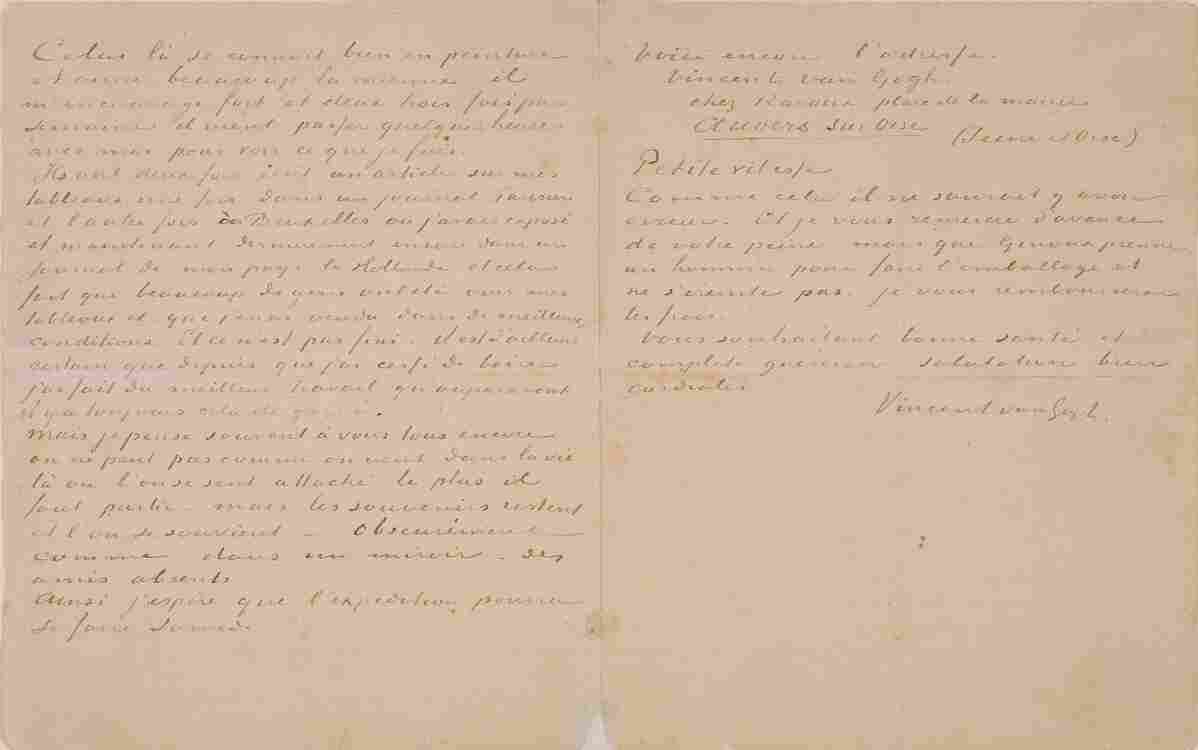 Celui là se connait bien en peinture
et aime beaucoup la mienne il
m'encourage fort et deux trois fois par
semaine il vient passer quelques heures
avec moi pour voir ce que je fais.
Ils ont deux fois écrit un article sur mes
tableaux une fois dans un journal Parisien
et l'autre fois à Bruxelles où j'avais exposé
et maintenant dernierement encore dans un
journal de mon pays la Hollande et cela
fait que beaucoup de gens ont été voir mes
tableaux et que j'en ai vendu dans de meilleures
conditions. Et ce n'est pas fini. il est d'ailleurs
certain que depuis que j'ai cessé de boire
j'ai fait du meilleur travail qu'auparavant
il y a toujours cela de gagné.
Mais je pense souvent à vous tous encore
on ne peut pas comme on veut dans la vie
là où l'on se sent attaché le plus il
faut partir – mais les souvenirs restent
et l'on se souvient – obscurément
comme dans un miroir – des
amis absents
Ainsi j'espère que l'expédition pourra
se faire samedi
Voici encore l'adresse.
Vincent van Gogh.
chez Ravoux place de la mairie
Auvers sur Oise
(Seine et Oise)
Petite vitesse
Comme cela il ne saurait y avoir
erreur. Et je vous remercie d'avance
de votre peine mais que Ginoux prenne
un homme pour faire l'emballage et
ne s'éreinte pas. je vous rembourserai
les frais.
Vous souhaitant bonne santé et
complète guérison salutation bien
cordiales
Vincent van Gogh.